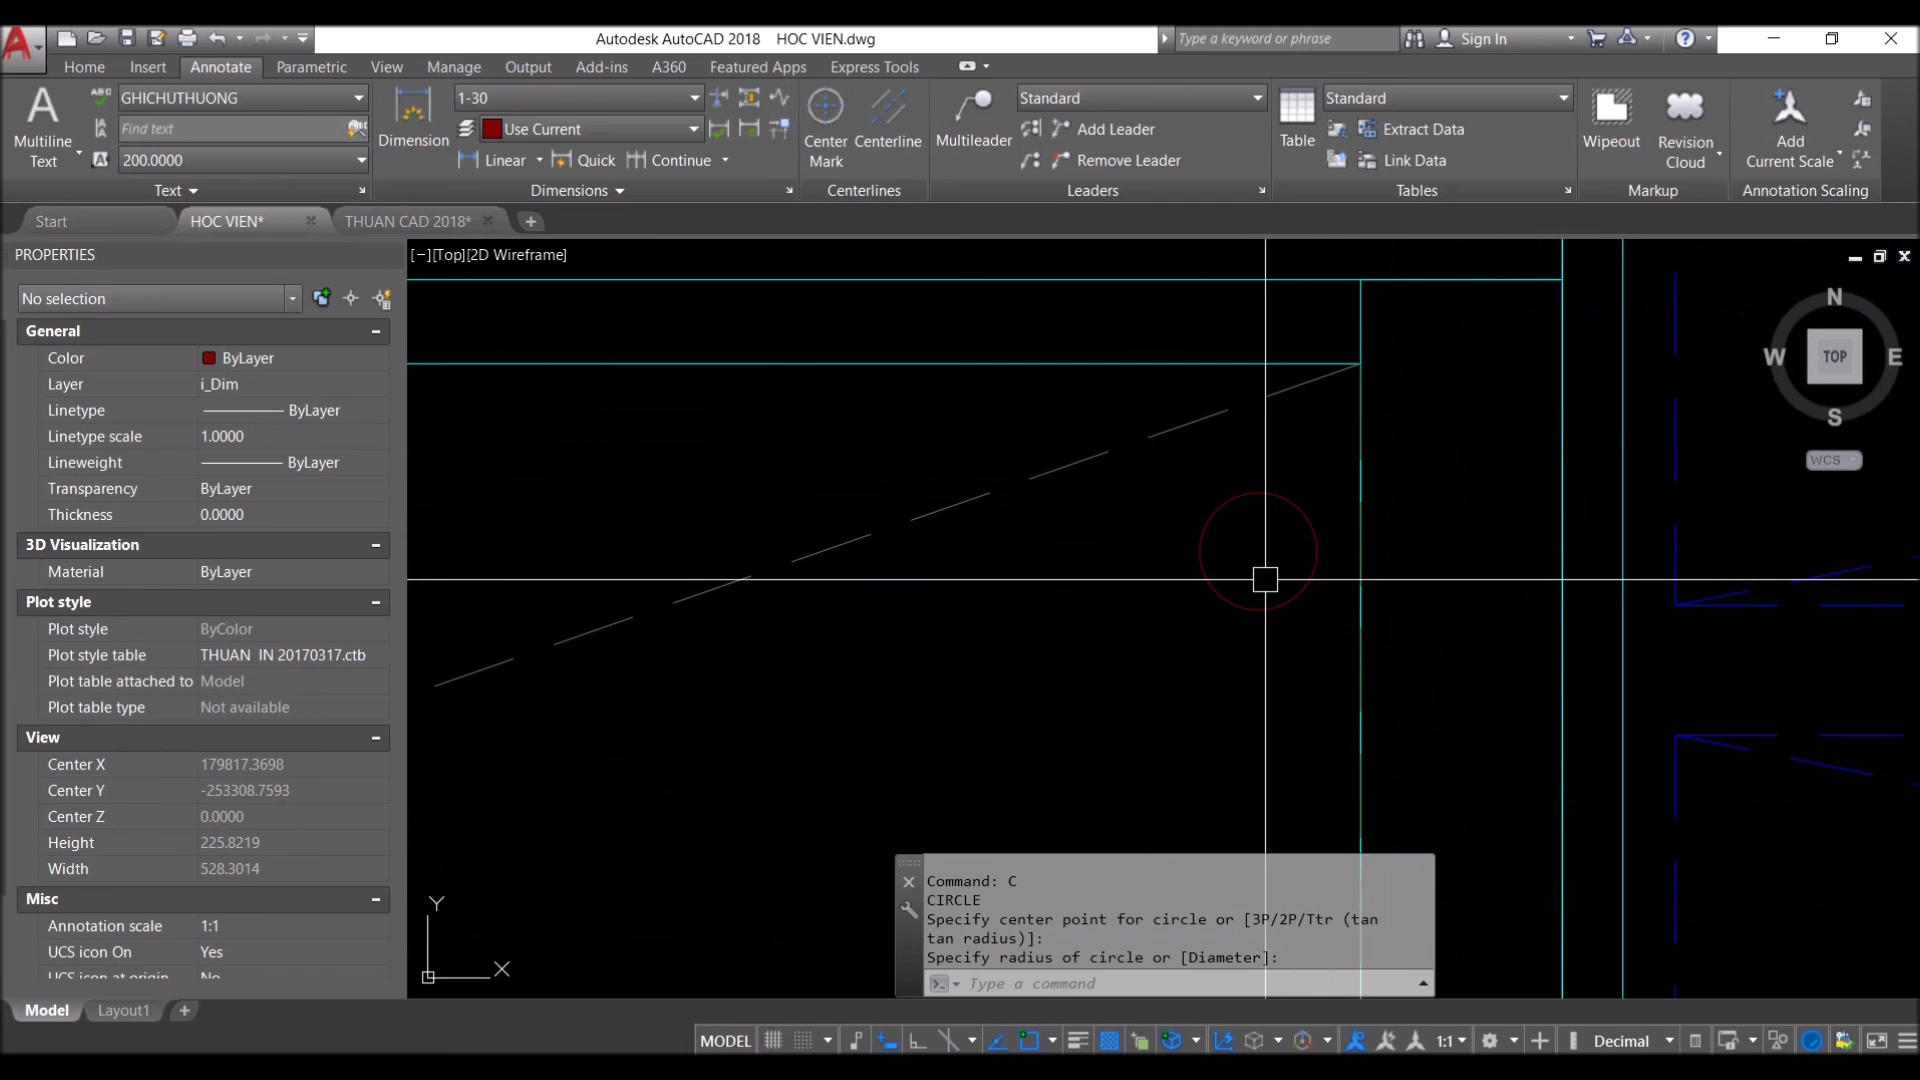 Autodesk AutoCAD 2018 HOC VIEN.dwg
Type a keyword or phrase
Sign In
Home Insert Annotate Parametric View Manage Output Add-ins A360 Featured Apps Express Tools
A
Multiline Text
ABC
GHICHUTHUONG
Find text
200.0000
Text
Dimension
1-30
Use Current
Linear Quick Continue
Dimensions
Center Mark
Centerline
Centerlines
Multileader
Standard
Add Leader
Remove Leader
Leaders
Table
Standard
Extract Data
Link Data
Tables
Wipeout
Revision Cloud
Markup
Add Current Scale
Annotation Scaling
Start HOC VIEN* THUAN CAD 2018*
PROPERTIES
No selection
General
Color ByLayer
Layer i_Dim
Linetype ByLayer
Linetype scale 1.0000
Lineweight ByLayer
Transparency ByLayer
Thickness 0.0000
3D Visualization
Material ByLayer
Plot style
Plot style ByColor
Plot style table THUAN IN 20170317.ctb
Plot table attached to Model
Plot table type Not available
View
Center X 179817.3698
Center Y -253308.7593
Center Z 0.0000
Height 225.8219
Width 528.3014
Misc
Annotation scale 1:1
UCS icon On Yes
UCS icon at origin No
[−][Top][2D Wireframe]
N
W TOP E
S
WCS
Y
X
Command: C
CIRCLE
Specify center point for circle or [3P/2P/Ttr (tan
tan radius)]:
Specify radius of circle or [Diameter]:
Type a command
Model Layout1
MODEL 1:1 Decimal